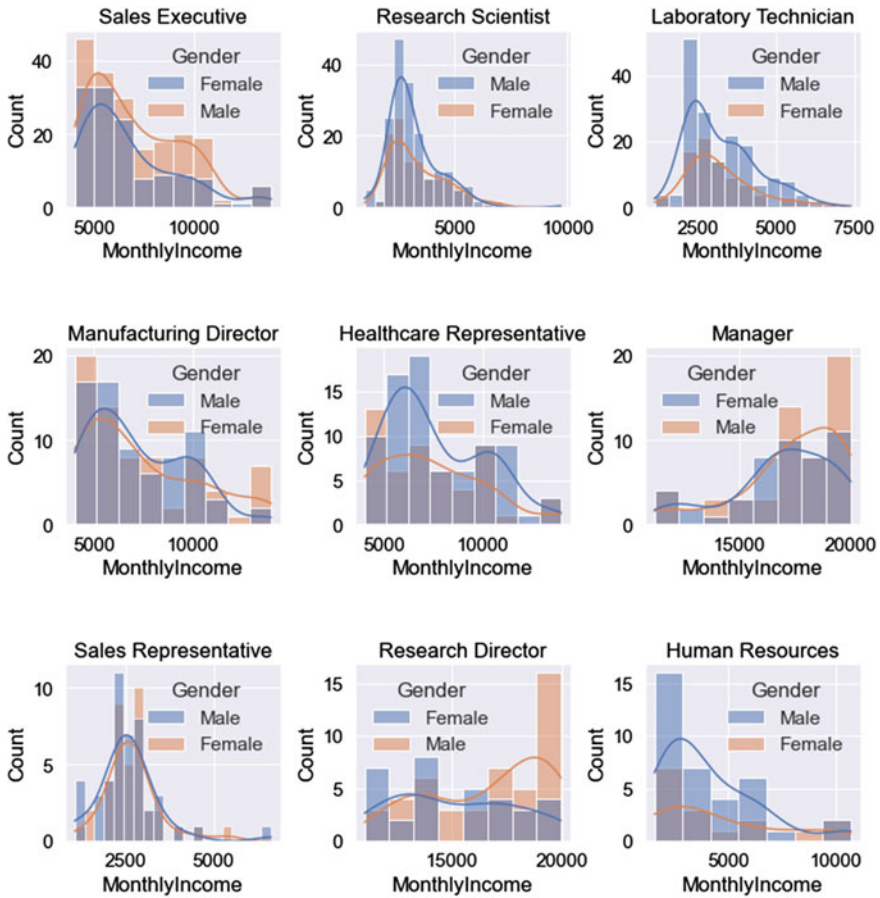 Sales Executive
Count
40
20
0
Gender
Female
Male
5000 10000
MonthlyIncome
Research Scientist
Count
40
20
0
Gender
Male
Female
5000 10000
MonthlyIncome
Laboratory Technician
Count
40
20
0
Gender
Male
Female
2500 5000 7500
MonthlyIncome
Manufacturing Director
Count
20
10
0
Gender
Male
Female
5000 10000
MonthlyIncome
Healthcare Representative
Count
15
10
5
0
Gender
Male
Female
5000 10000
MonthlyIncome
Manager
Count
20
10
0
Gender
Female
Male
15000 20000
MonthlyIncome
Sales Representative
Count
10
5
0
Gender
Male
Female
2500 5000
MonthlyIncome
Research Director
Count
15
10
5
0
Gender
Female
Male
15000 20000
MonthlyIncome
Human Resources
Count
15
10
5
0
Gender
Male
Female
5000 10000
MonthlyIncome